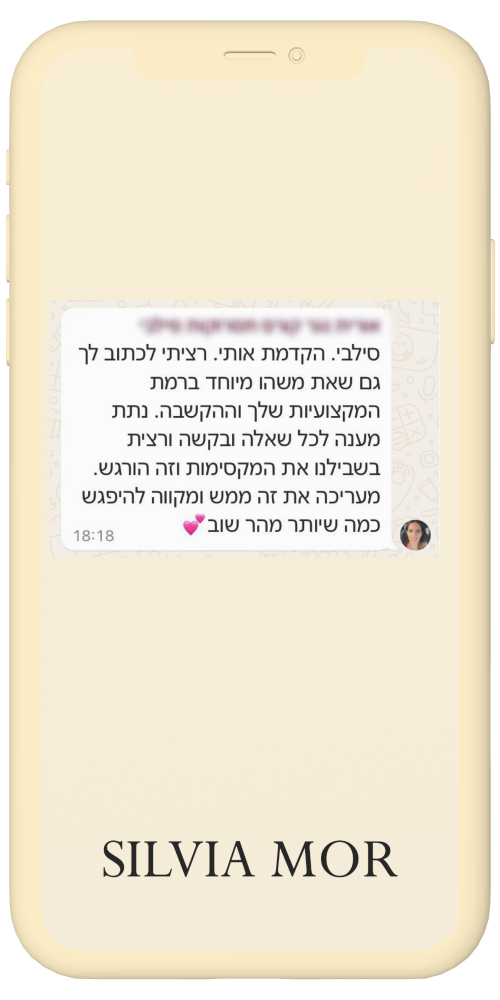 סילבי. הקדמת אותי. רציתי לכתוב לך
גם שאת משהו מיוחד ברמת
המקצועיות שלך וההקשבה. נתת
מענה לכל שאלה ובקשה ורצית
בשבילנו את המקסימות וזה הורגש.
מעריכה את זה ממש ומקווה להיפגש
כמה שיותר מהר שוב 💕
18:18
SILVIA MOR